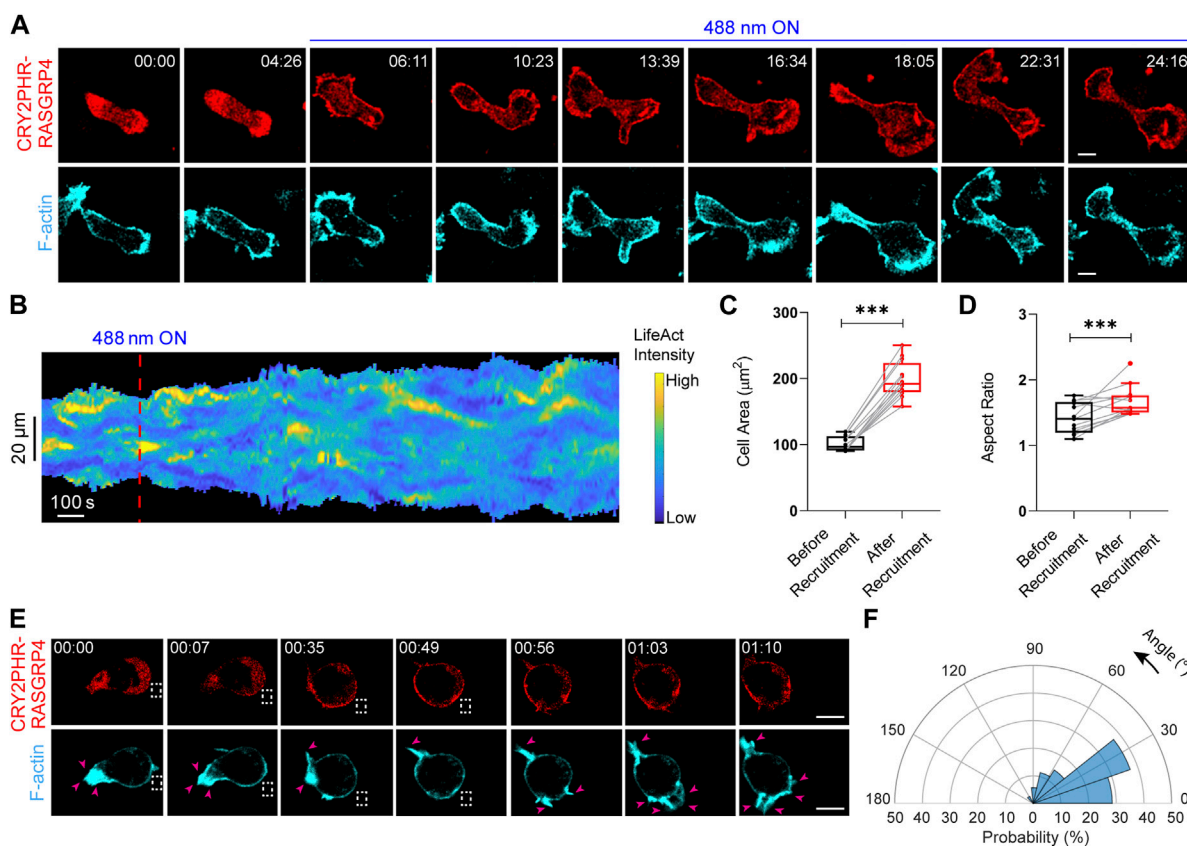 A
488 nm ON
CRY2PHR-
RASGRP4
00:00
04:26
06:11
10:23
13:39
16:34
18:05
22:31
24:16
F-actin
B
488 nm ON
20 µm
100 s
LifeAct
Intensity
High
Low
C
***
Cell Area (µm²)
300
200
100
0
Before
Recruitment
After
Recruitment
D
***
Aspect Ratio
3
2
1
0
Before
Recruitment
After
Recruitment
E
CRY2PHR-
RASGRP4
00:00
00:07
00:35
00:49
00:56
01:03
01:10
F-actin
F
Angle (°)
90
120
60
150
30
180
0
50 40 30 20 10 0 10 20 30 40 50
Probability (%)